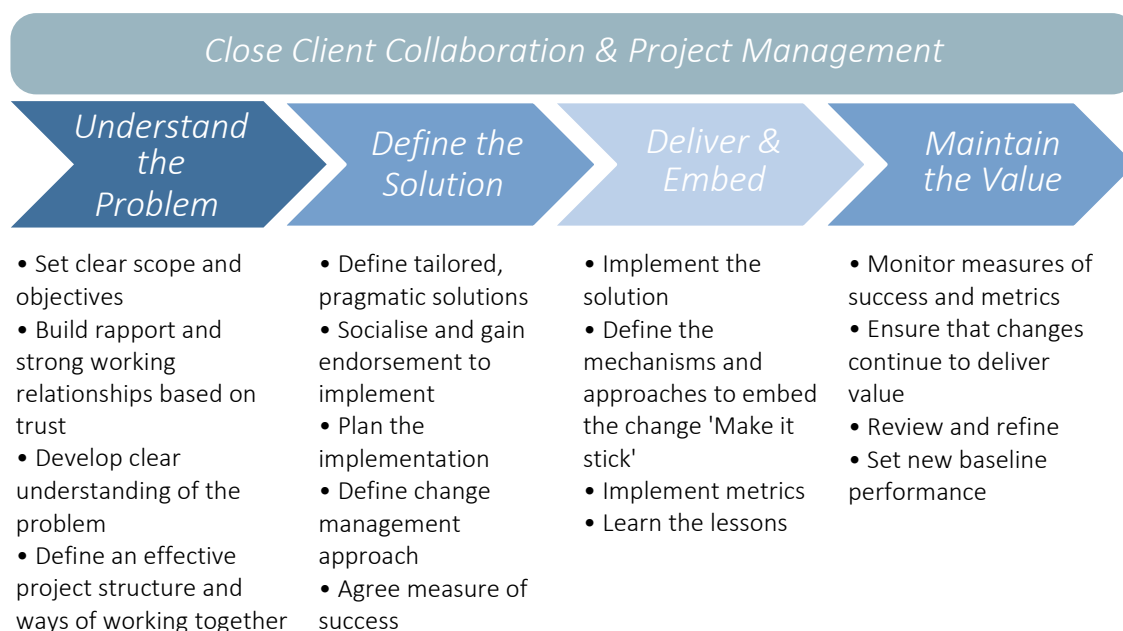 Close Client Collaboration & Project Management
Understand
the
Problem
Define the
Solution
Deliver &
Embed
Maintain
the Value
• Set clear scope and
objectives
• Build rapport and
strong working
relationships based on
trust
• Develop clear
understanding of the
problem
• Define an effective
project structure and
ways of working together
• Define tailored,
pragmatic solutions
• Socialise and gain
endorsement to
implement
• Plan the
implementation
• Define change
management
approach
• Agree measure of
success
• Implement the
solution
• Define the
mechanisms and
approaches to embed
the change 'Make it
stick'
• Implement metrics
• Learn the lessons
• Monitor measures of
success and metrics
• Ensure that changes
continue to deliver
value
• Review and refine
• Set new baseline
performance